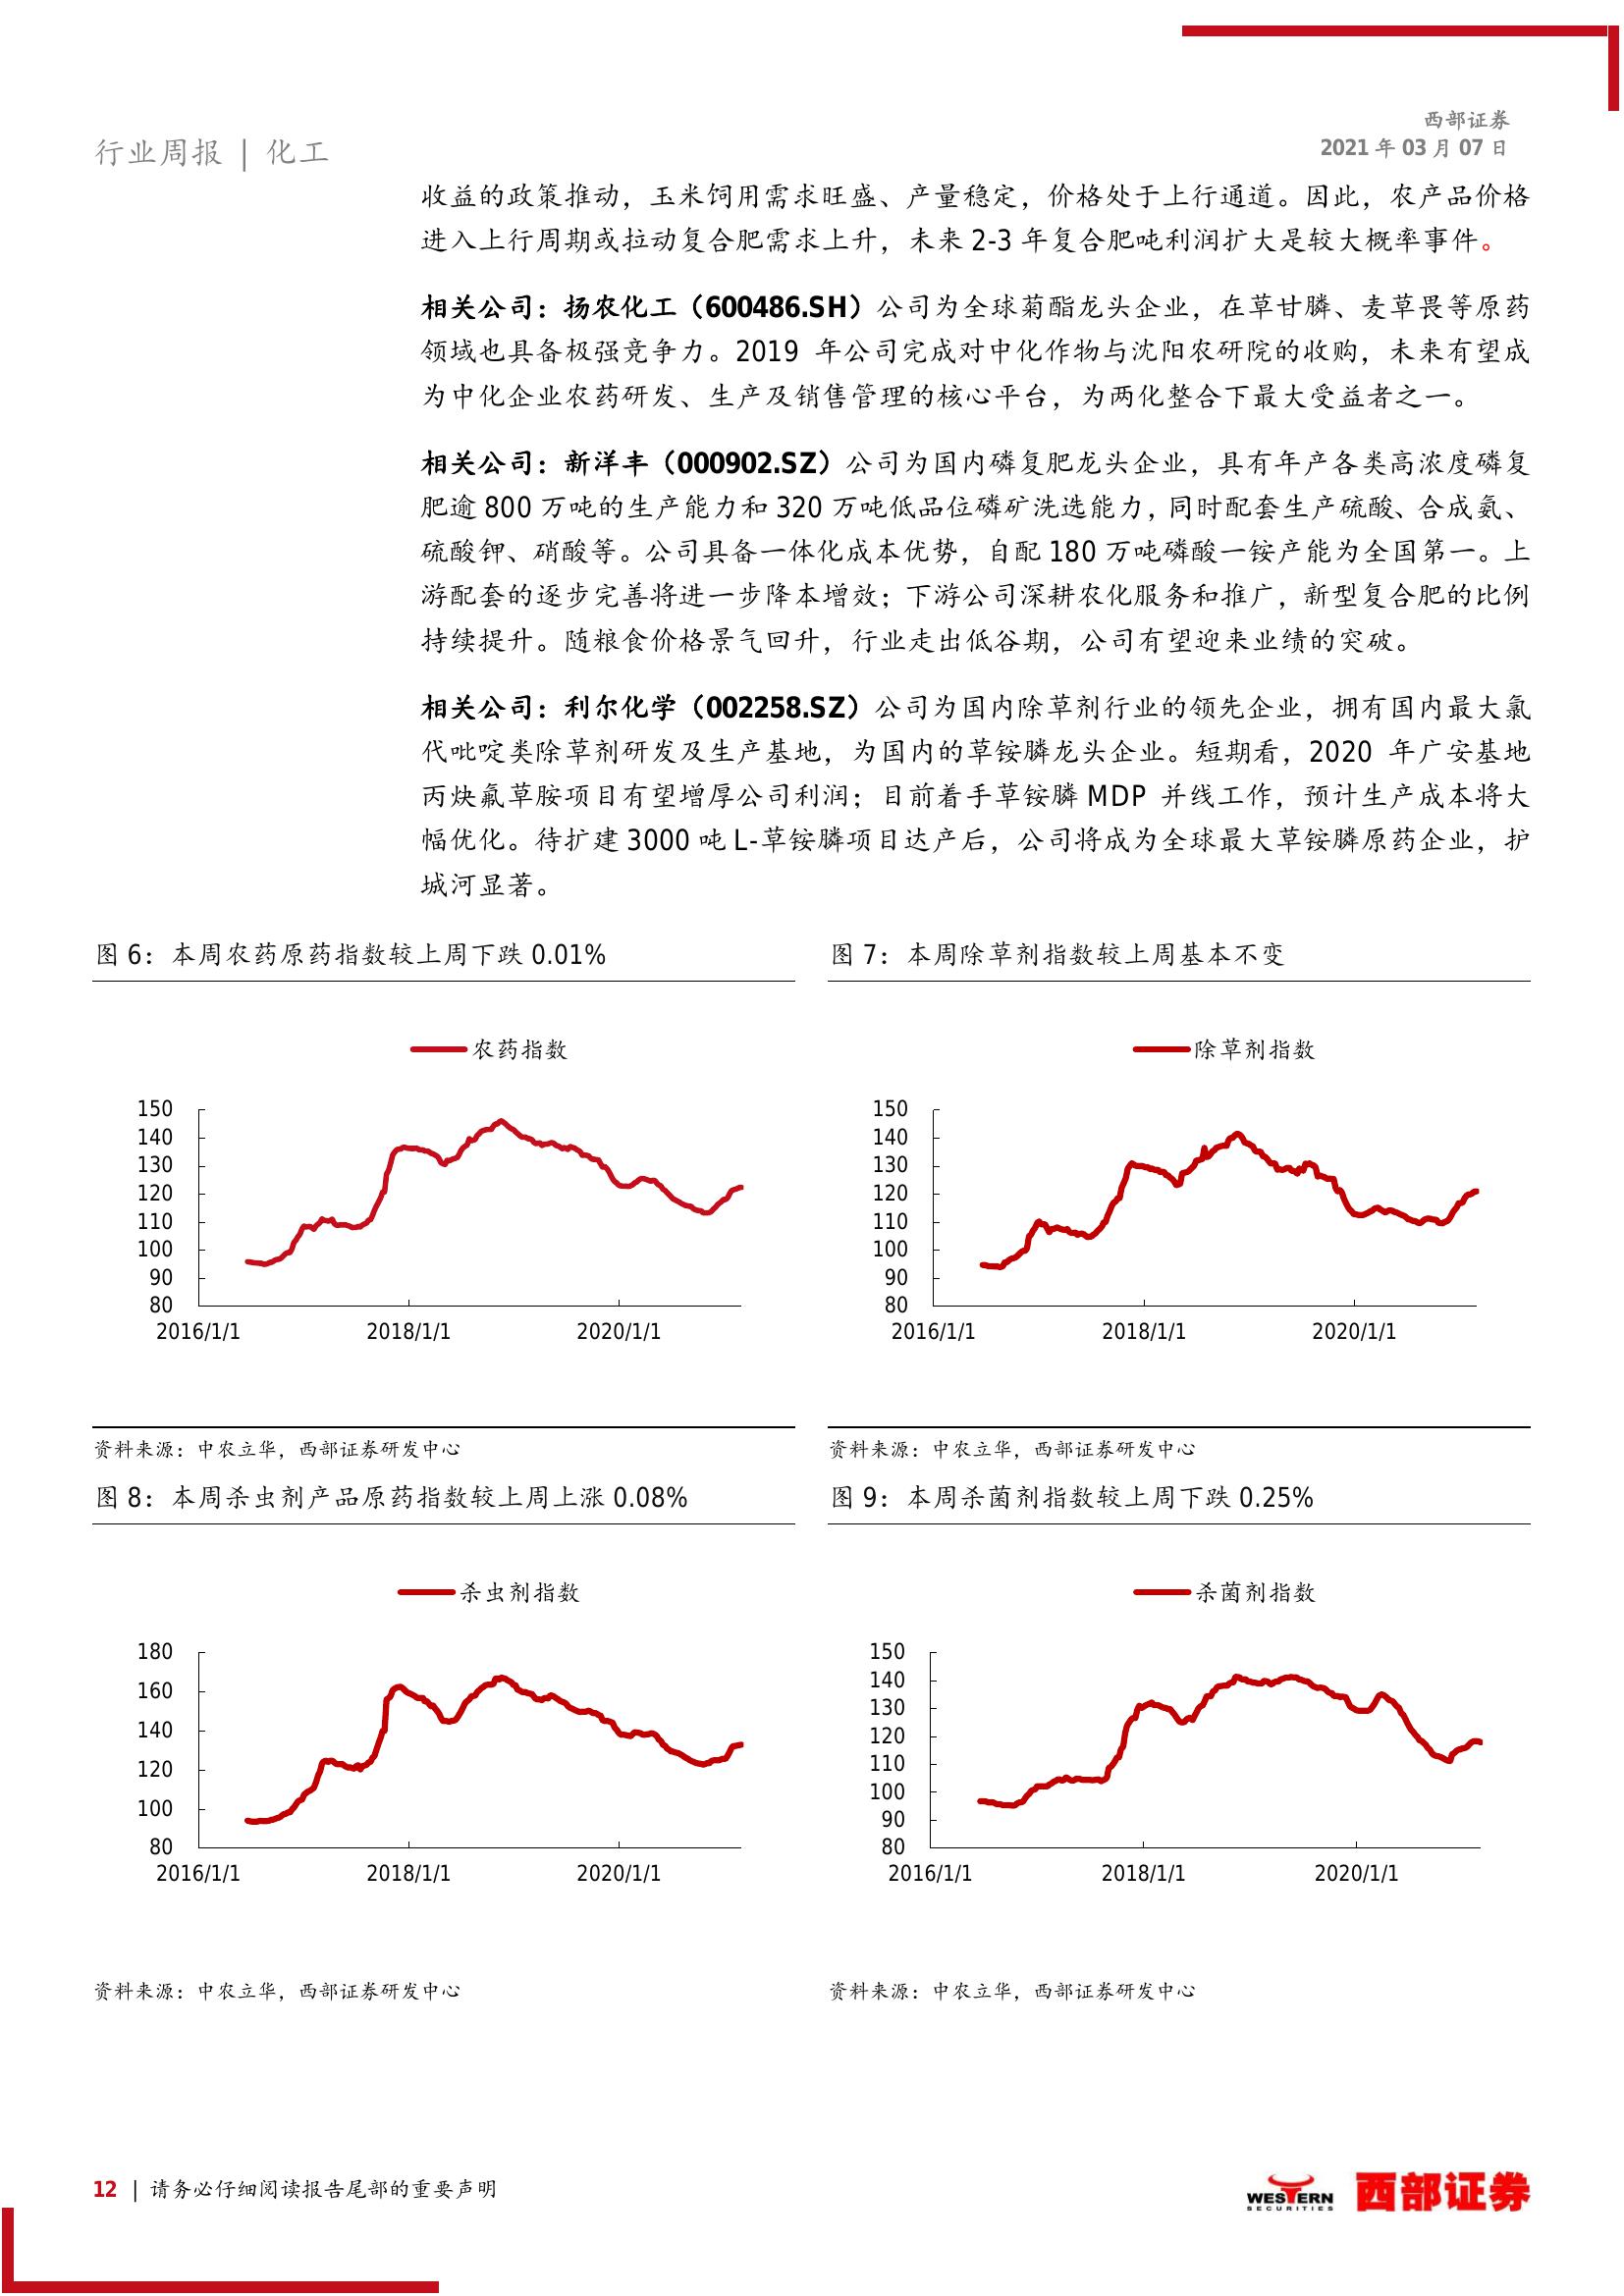 西部证券
2021 年 03 月 07 日
行业周报 | 化工
收益的政策推动，玉米饲用需求旺盛、产量稳定，价格处于上行通道。因此，农产品价格
进入上行周期或拉动复合肥需求上升，未来 2-3 年复合肥吨利润扩大是较大概率事件。
相关公司：扬农化工（600486.SH）公司为全球菊酯龙头企业，在草甘膦、麦草畏等原药
领域也具备极强竞争力。2019 年公司完成对中化作物与沈阳农研院的收购，未来有望成
为中化企业农药研发、生产及销售管理的核心平台，为两化整合下最大受益者之一。
相关公司：新洋丰（000902.SZ）公司为国内磷复肥龙头企业，具有年产各类高浓度磷复
肥逾 800 万吨的生产能力和 320 万吨低品位磷矿洗选能力，同时配套生产硫酸、合成氨、
硫酸钾、硝酸等。公司具备一体化成本优势，自配 180 万吨磷酸一铵产能为全国第一。上
游配套的逐步完善将进一步降本增效；下游公司深耕农化服务和推广，新型复合肥的比例
持续提升。随粮食价格景气回升，行业走出低谷期，公司有望迎来业绩的突破。
相关公司：利尔化学（002258.SZ）公司为国内除草剂行业的领先企业，拥有国内最大氯
代吡啶类除草剂研发及生产基地，为国内的草铵膦龙头企业。短期看，2020 年广安基地
丙炔氟草胺项目有望增厚公司利润；目前着手草铵膦 MDP 并线工作，预计生产成本将大
幅优化。待扩建 3000 吨 L-草铵膦项目达产后，公司将成为全球最大草铵膦原药企业，护
城河显著。
图 6：本周农药原药指数较上周下跌 0.01%
农药指数
150
140
130
120
110
100
90
80
2016/1/1 2018/1/1 2020/1/1
资料来源：中农立华，西部证券研发中心
图 7：本周除草剂指数较上周基本不变
除草剂指数
150
140
130
120
110
100
90
80
2016/1/1 2018/1/1 2020/1/1
资料来源：中农立华，西部证券研发中心
图 8：本周杀虫剂产品原药指数较上周上涨 0.08%
杀虫剂指数
180
160
140
120
100
80
2016/1/1 2018/1/1 2020/1/1
资料来源：中农立华，西部证券研发中心
图 9：本周杀菌剂指数较上周下跌 0.25%
杀菌剂指数
150
140
130
120
110
100
90
80
2016/1/1 2018/1/1 2020/1/1
资料来源：中农立华，西部证券研发中心
12 | 请务必仔细阅读报告尾部的重要声明
WESTERN
SECURITIES
西部证券